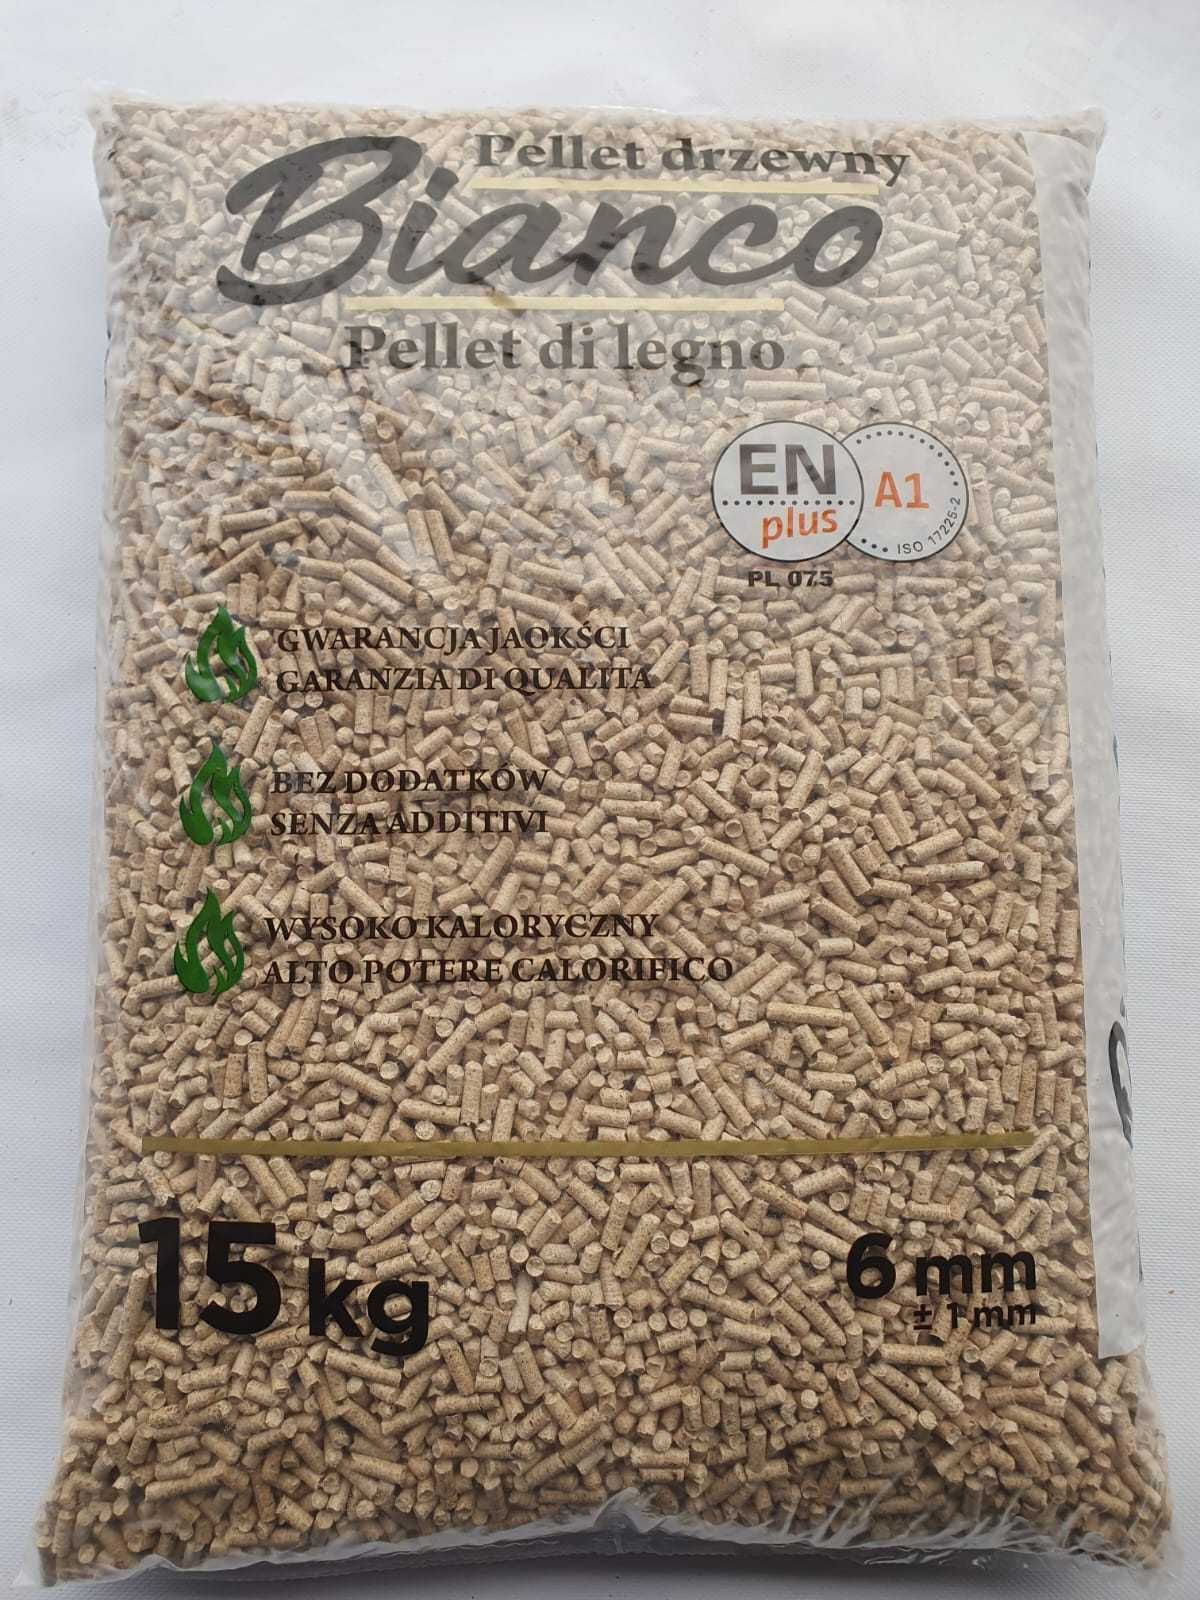 Pellet drzewny
Bianco
Pellet di legno
EN
plus
A1
ISO 17225-2
PL 075
GWARANCJA JAOKŚCI
GARANZIA DI QUALITA
BEZ DODATKÓW
SENZA ADDITIVI
WYSOKO KALORYCZNY
ALTO POTERE CALORIFICO
15 kg
6 mm
± 1 mm